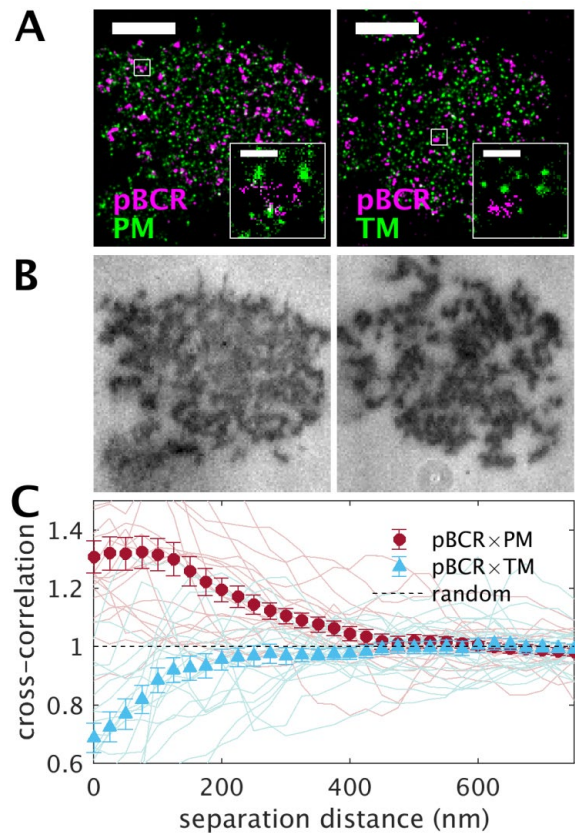 A
pBCR
PM
pBCR
TM
B
C
cross-correlation
1.4
1.2
1
0.8
0.6
pBCR×PM
pBCR×TM
random
0
200
400
600
separation distance (nm)